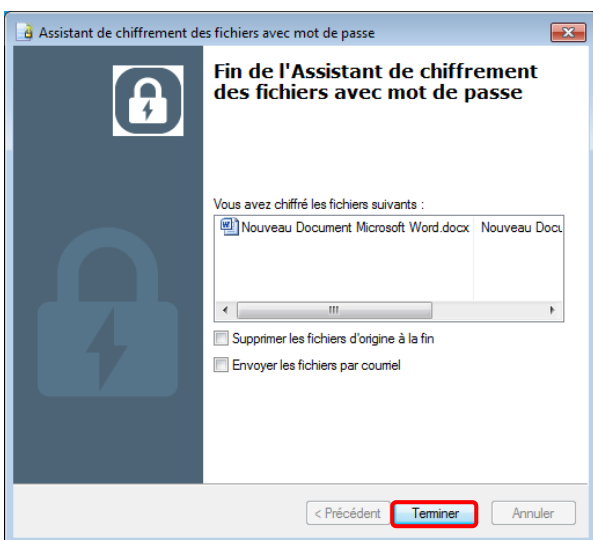 Assistant de chiffrement des fichiers avec mot de passe
Fin de l'Assistant de chiffrement
des fichiers avec mot de passe
Vous avez chiffré les fichiers suivants :
Nouveau Document Microsoft Word.docx Nouveau Docu
Supprimer les fichiers d'origine à la fin
Envoyer les fichiers par courriel
< Précédent Terminer Annuler